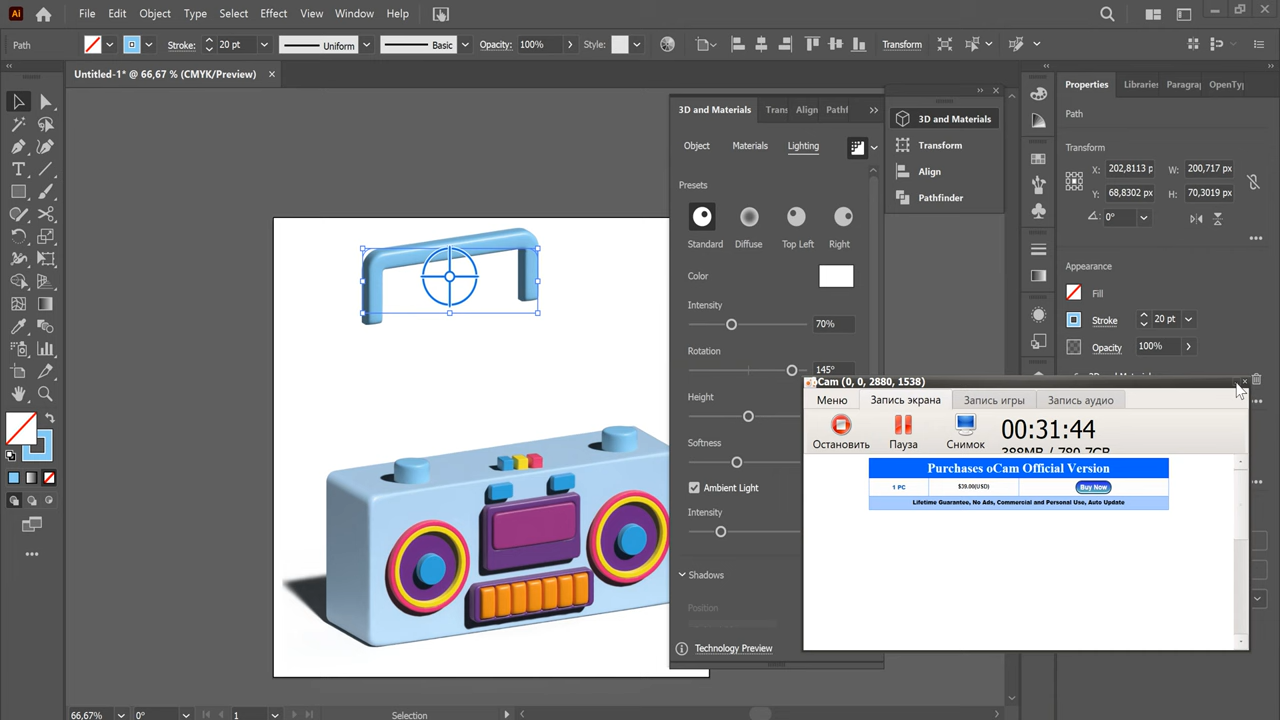 Ai File Edit Object Type Select Effect View Window Help
Path Stroke: 20 pt Uniform Basic Opacity: 100% Style: Transform
Untitled-1* @ 66,67 % (CMYK/Preview) ×
3D and Materials Trans Align Pathf
Object Materials Lighting
Presets
Standard Diffuse Top Left Right
Color
Intensity
70%
Rotation
145°
Height
Softness
Ambient Light
Intensity
Shadows
Position
Technology Preview
3D and Materials
Transform
Align
Pathfinder
Properties Libraries Paragra OpenTy
Path
Transform
X: 202,8113 p W: 200,717 px
Y: 68,8302 p H: 70,3019 px
0°
Appearance
Fill
Stroke 20 pt
Opacity 100%
oCam (0, 0, 2880, 1538)
Меню Запись экрана Запись игры Запись аудио
Остановить Пауза Снимок 00:31:44
388MB / 780.7GB
Purchases oCam Official Version
1 PC $39.00(USD) Buy Now
Lifetime Guarantee, No Ads, Commercial and Personal Use, Auto Update
66,67% 0° 1 Selection